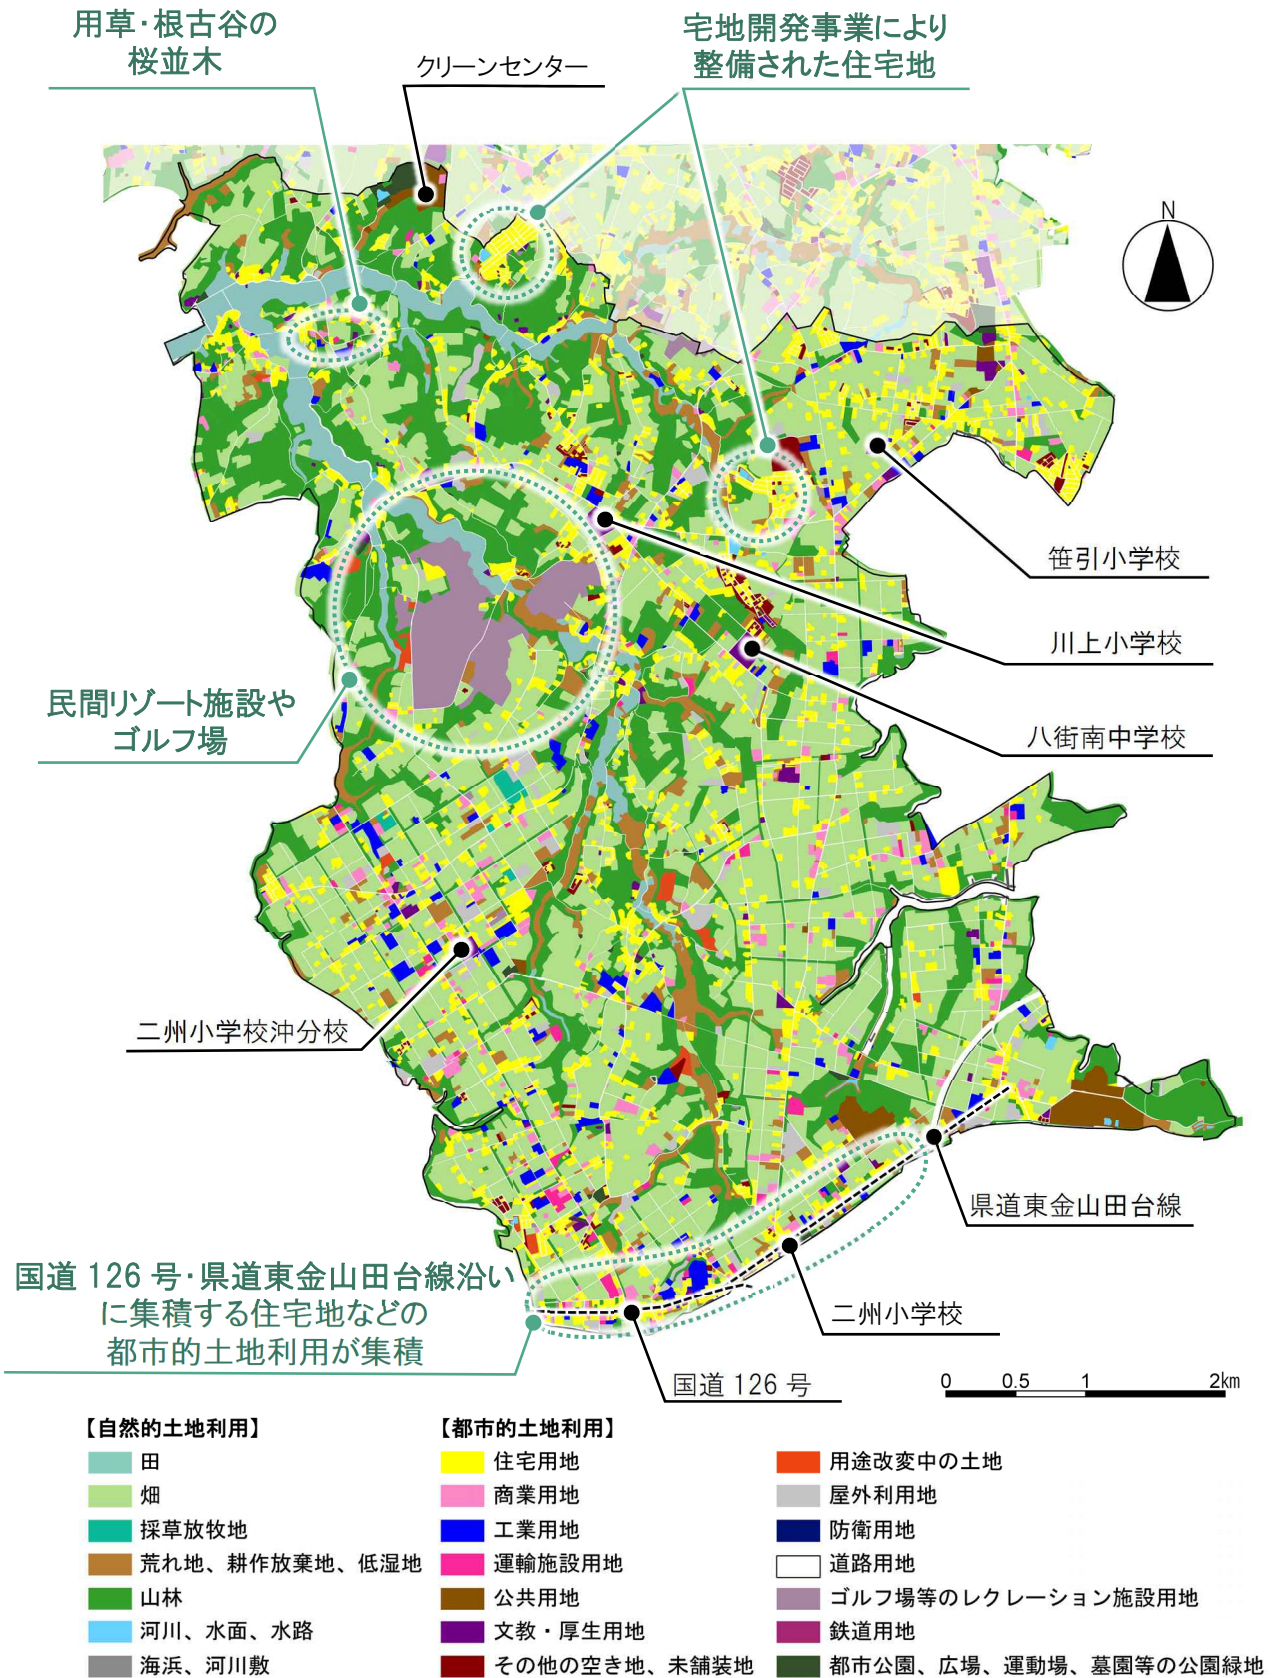 用草・根古谷の
桜並木
クリーンセンター
宅地開発事業により
整備された住宅地
N
笹引小学校
川上小学校
八街南中学校
民間リゾート施設や
ゴルフ場
二州小学校沖分校
県道東金山田台線
国道 126 号・県道東金山田台線沿い
に集積する住宅地などの
都市的土地利用が集積
二州小学校
国道 126 号
0 0.5 1 2km
【自然的土地利用】
田
畑
採草放牧地
荒れ地、耕作放棄地、低湿地
山林
河川、水面、水路
海浜、河川敷
【都市的土地利用】
住宅用地
商業用地
工業用地
運輸施設用地
公共用地
文教・厚生用地
その他の空き地、未舗装地
用途改変中の土地
屋外利用地
防衛用地
道路用地
ゴルフ場等のレクレーション施設用地
鉄道用地
都市公園、広場、運動場、墓園等の公園緑地